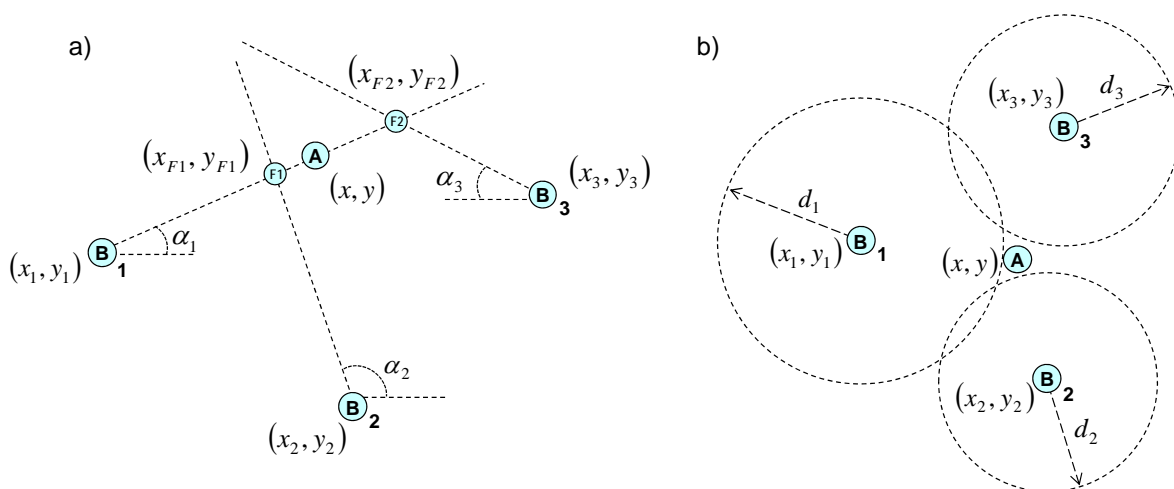 a)
(x_{F2}, y_{F2})
F2
(x_{F1}, y_{F1})
F1
A
(x, y)
α_3
B 3
(x_3, y_3)
B 1
α_1
(x_1, y_1)
α_2
B 2
(x_2, y_2)
b)
(x_3, y_3)
d_3
B 3
d_1
B 1
(x_1, y_1)
(x, y)
A
B 2
(x_2, y_2)
d_2